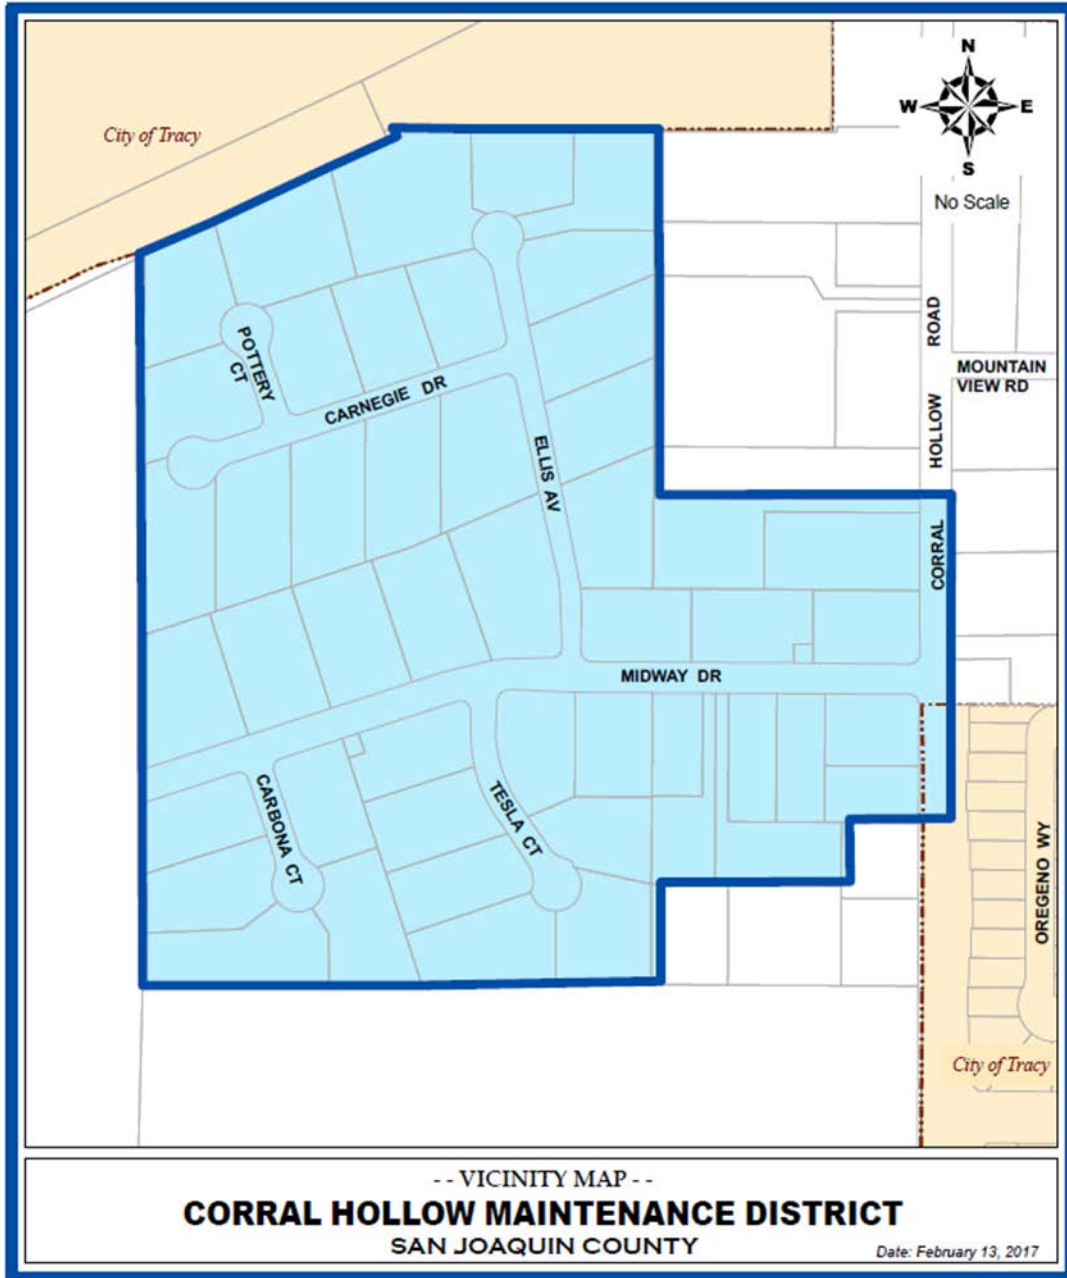 City of Tracy
N
W
E
S
No Scale
POTTERY
CT
CARNEGIE DR
ELLIS AV
CORRAL HOLLOW ROAD
MOUNTAIN
VIEW RD
MIDWAY DR
CARBONA CT
TESLA CT
OREGENO WY
City of Tracy
- - VICINITY MAP - -
CORRAL HOLLOW MAINTENANCE DISTRICT
SAN JOAQUIN COUNTY
Date: February 13, 2017